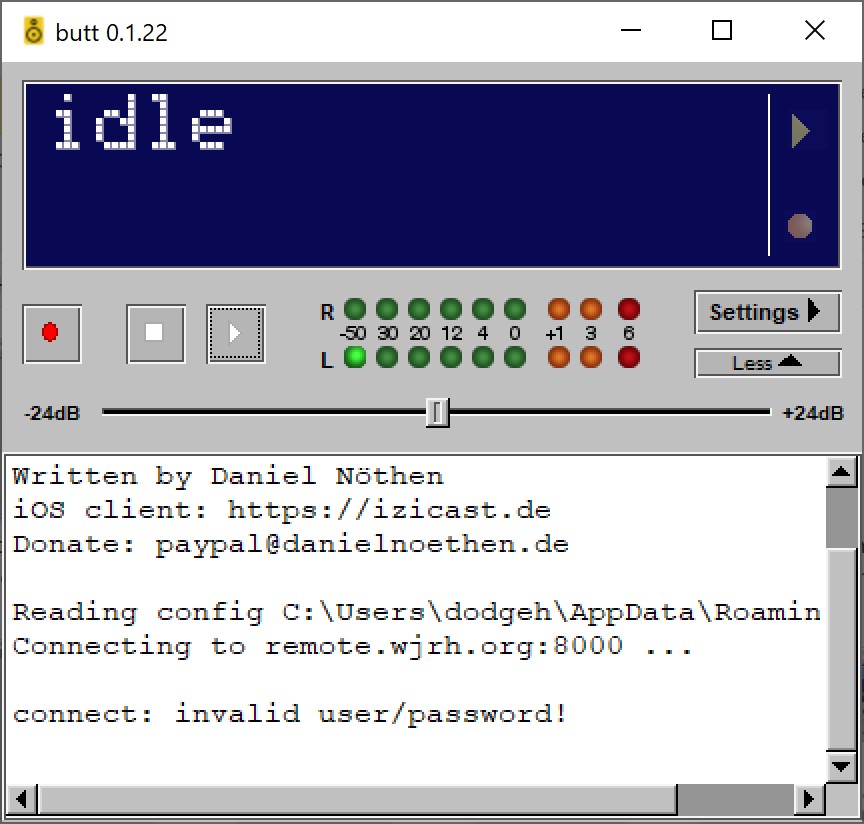 butt 0.1.22
idle
R
-50 30 20 12 4 0 +1 3 6
L
Settings
Less
-24dB
+24dB
Written by Daniel Nöthen
iOS client: https://izicast.de
Donate: paypal@danielnoethen.de
Reading config C:\Users\dodgeh\AppData\Roamin
Connecting to remote.wjrh.org:8000 ...
connect: invalid user/password!